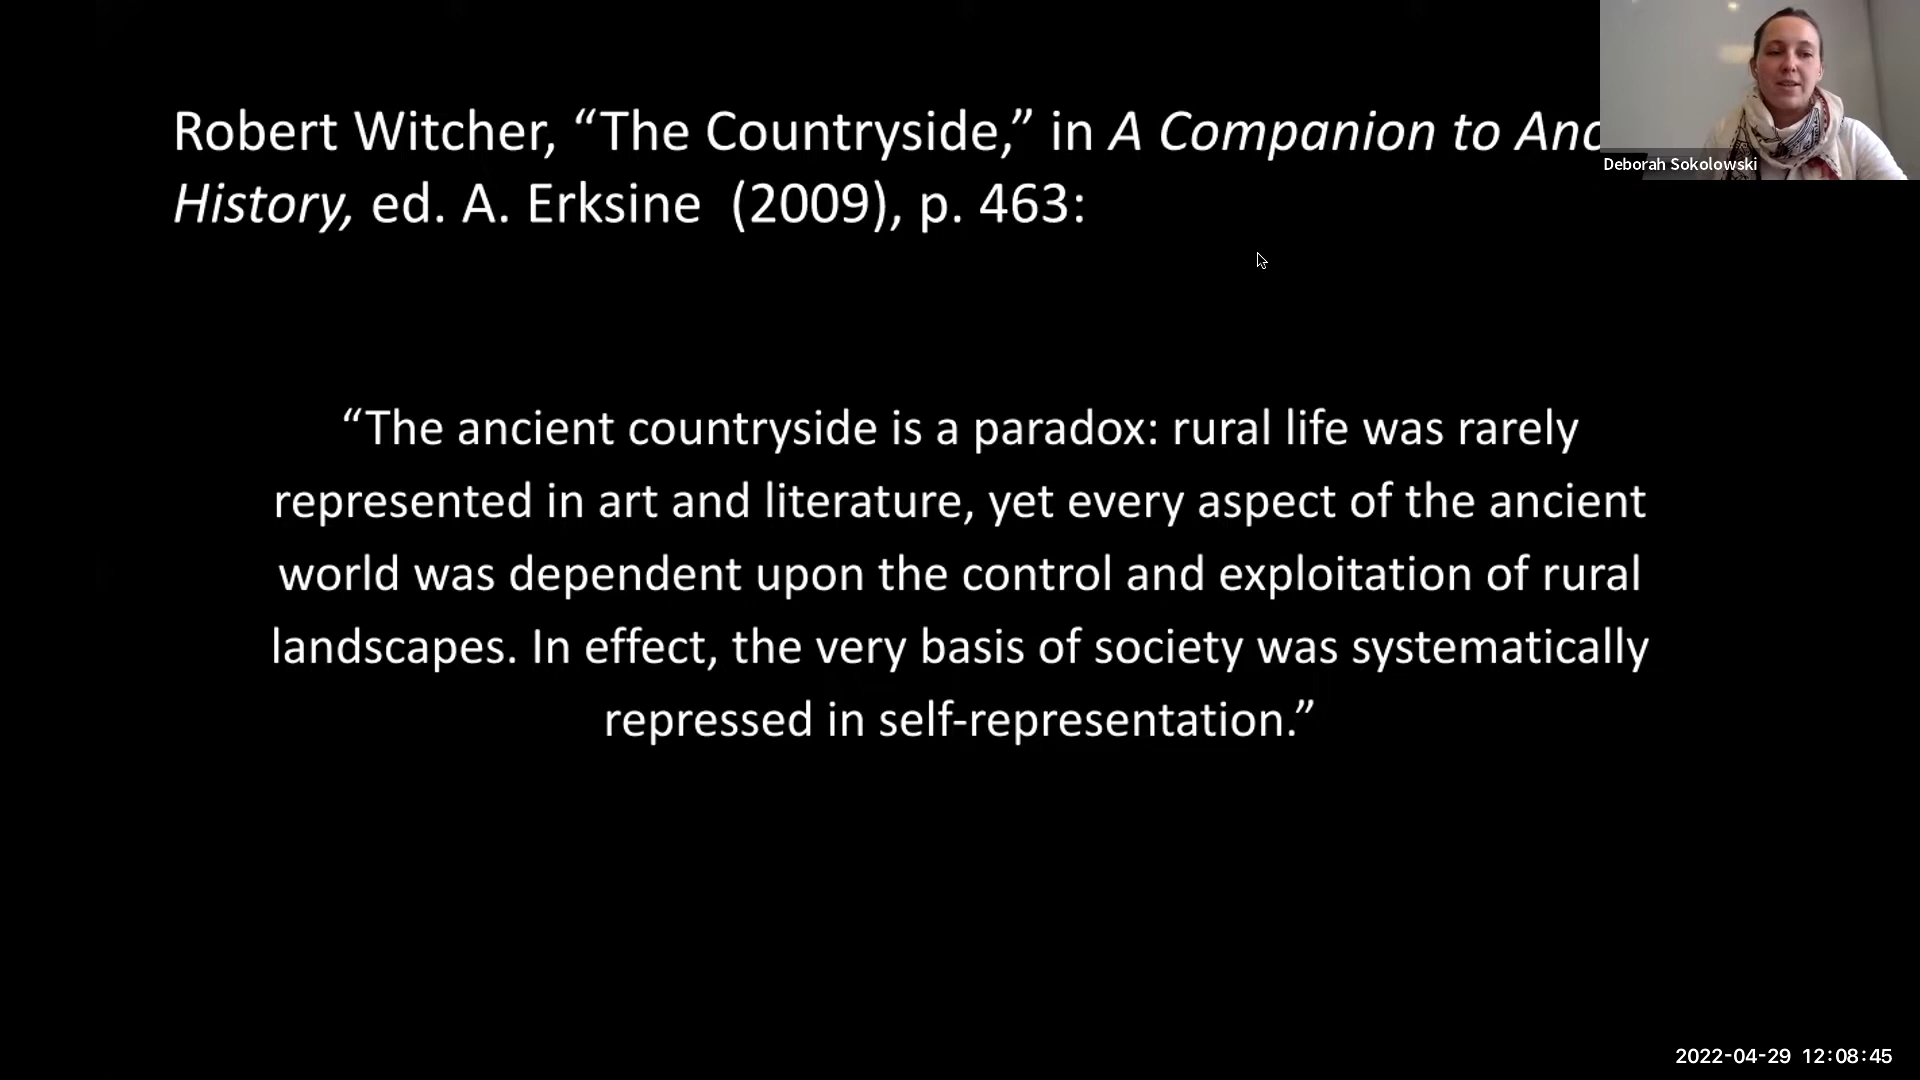 Robert Witcher, “The Countryside,” in A Companion to
History, ed. A. Erksine (2009), p. 463:
Deborah Sokolowski
“The ancient countryside is a paradox: rural life was rarely
represented in art and literature, yet every aspect of the ancient
world was dependent upon the control and exploitation of rural
landscapes. In effect, the very basis of society was systematically
repressed in self-representation.”
2022-04-29 12:08:45